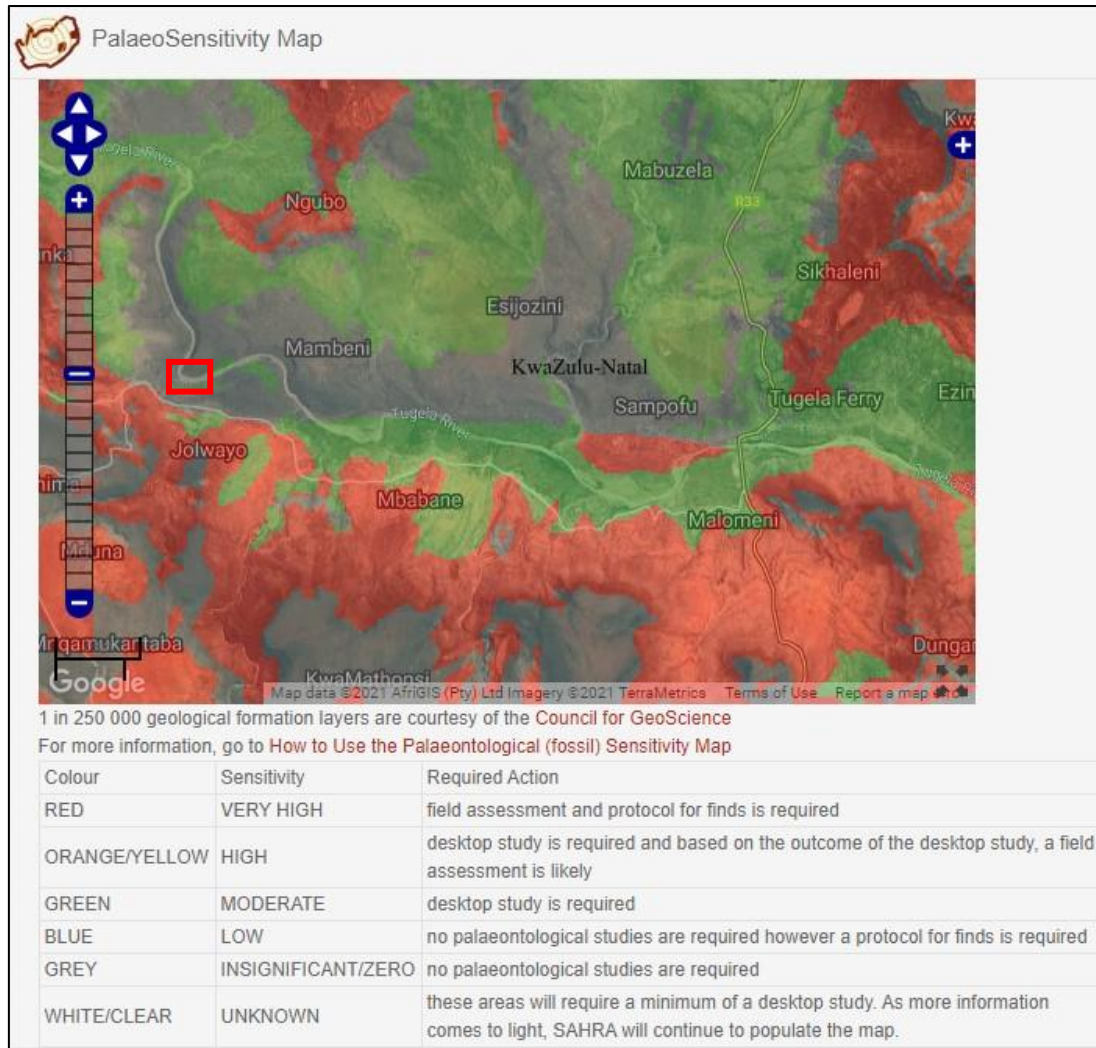 PalaeoSensitivity Map
Tugela River
Kwa
Mabuzela
Ngubo
R33
nka
Sikhaleni
Esijozini
Mambeni
KwaZulu-Natal
Sampofu
Tugela Ferry
Ezin
Tugela River
Jolwayo
Mbabane
Malomeni
Mduna
Dungan
KwaMathonsi
Google
Map data ©2021 AfriGIS (Pty) Ltd Imagery ©2021 TerraMetrics Terms of Use Report a map
1 in 250 000 geological formation layers are courtesy of the Council for GeoScience
For more information, go to How to Use the Palaeontological (fossil) Sensitivity Map
Colour Sensitivity Required Action
RED VERY HIGH field assessment and protocol for finds is required
ORANGE/YELLOW HIGH desktop study is required and based on the outcome of the desktop study, a field
assessment is likely
GREEN MODERATE desktop study is required
BLUE LOW no palaeontological studies are required however a protocol for finds is required
GREY INSIGNIFICANT/ZERO no palaeontological studies are required
WHITE/CLEAR UNKNOWN these areas will require a minimum of a desktop study. As more information
comes to light, SAHRA will continue to populate the map.